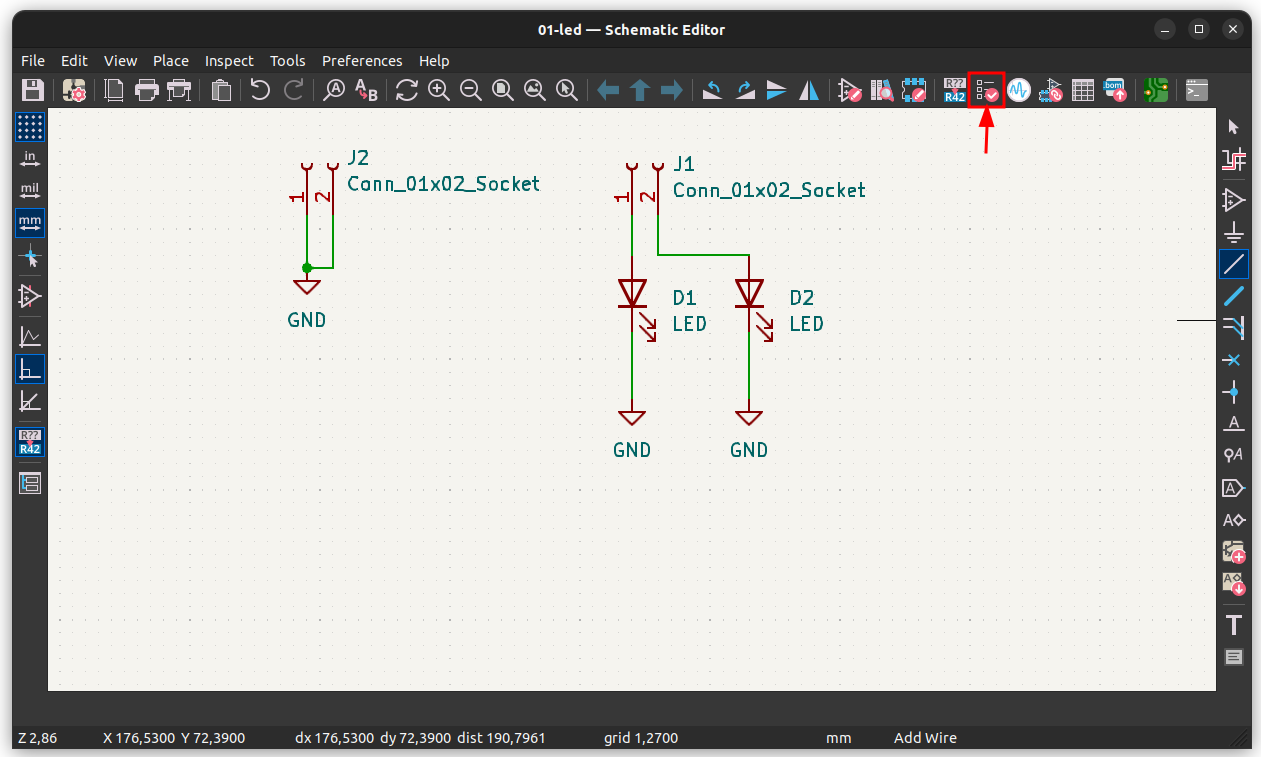 01-led — Schematic Editor
File Edit View Place Inspect Tools Preferences Help
A A B R?? R42 bom >_
in
mil
mm
R??
R42
A
A
A
A
A
T
J2
Conn_01x02_Socket
1 2
GND
J1
Conn_01x02_Socket
1 2
D1
LED
D2
LED
GND
GND
Z 2,86 X 176,5300 Y 72,3900 dx 176,5300 dy 72,3900 dist 190,7961 grid 1,2700 mm Add Wire